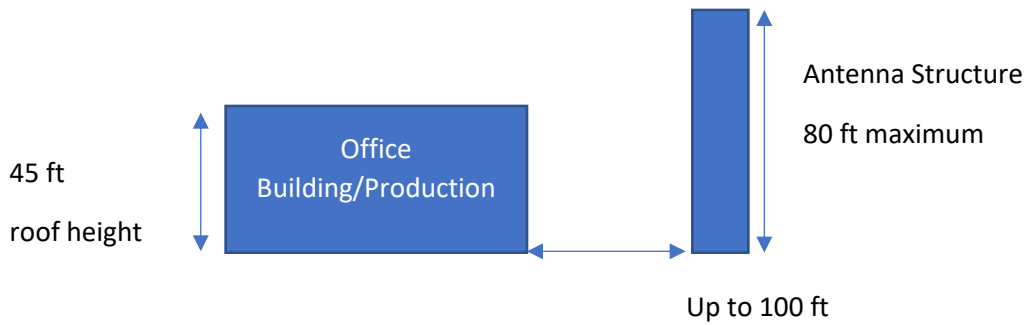 Antenna Structure
80 ft maximum
Office
Building/Production
45 ft
roof height
Up to 100 ft